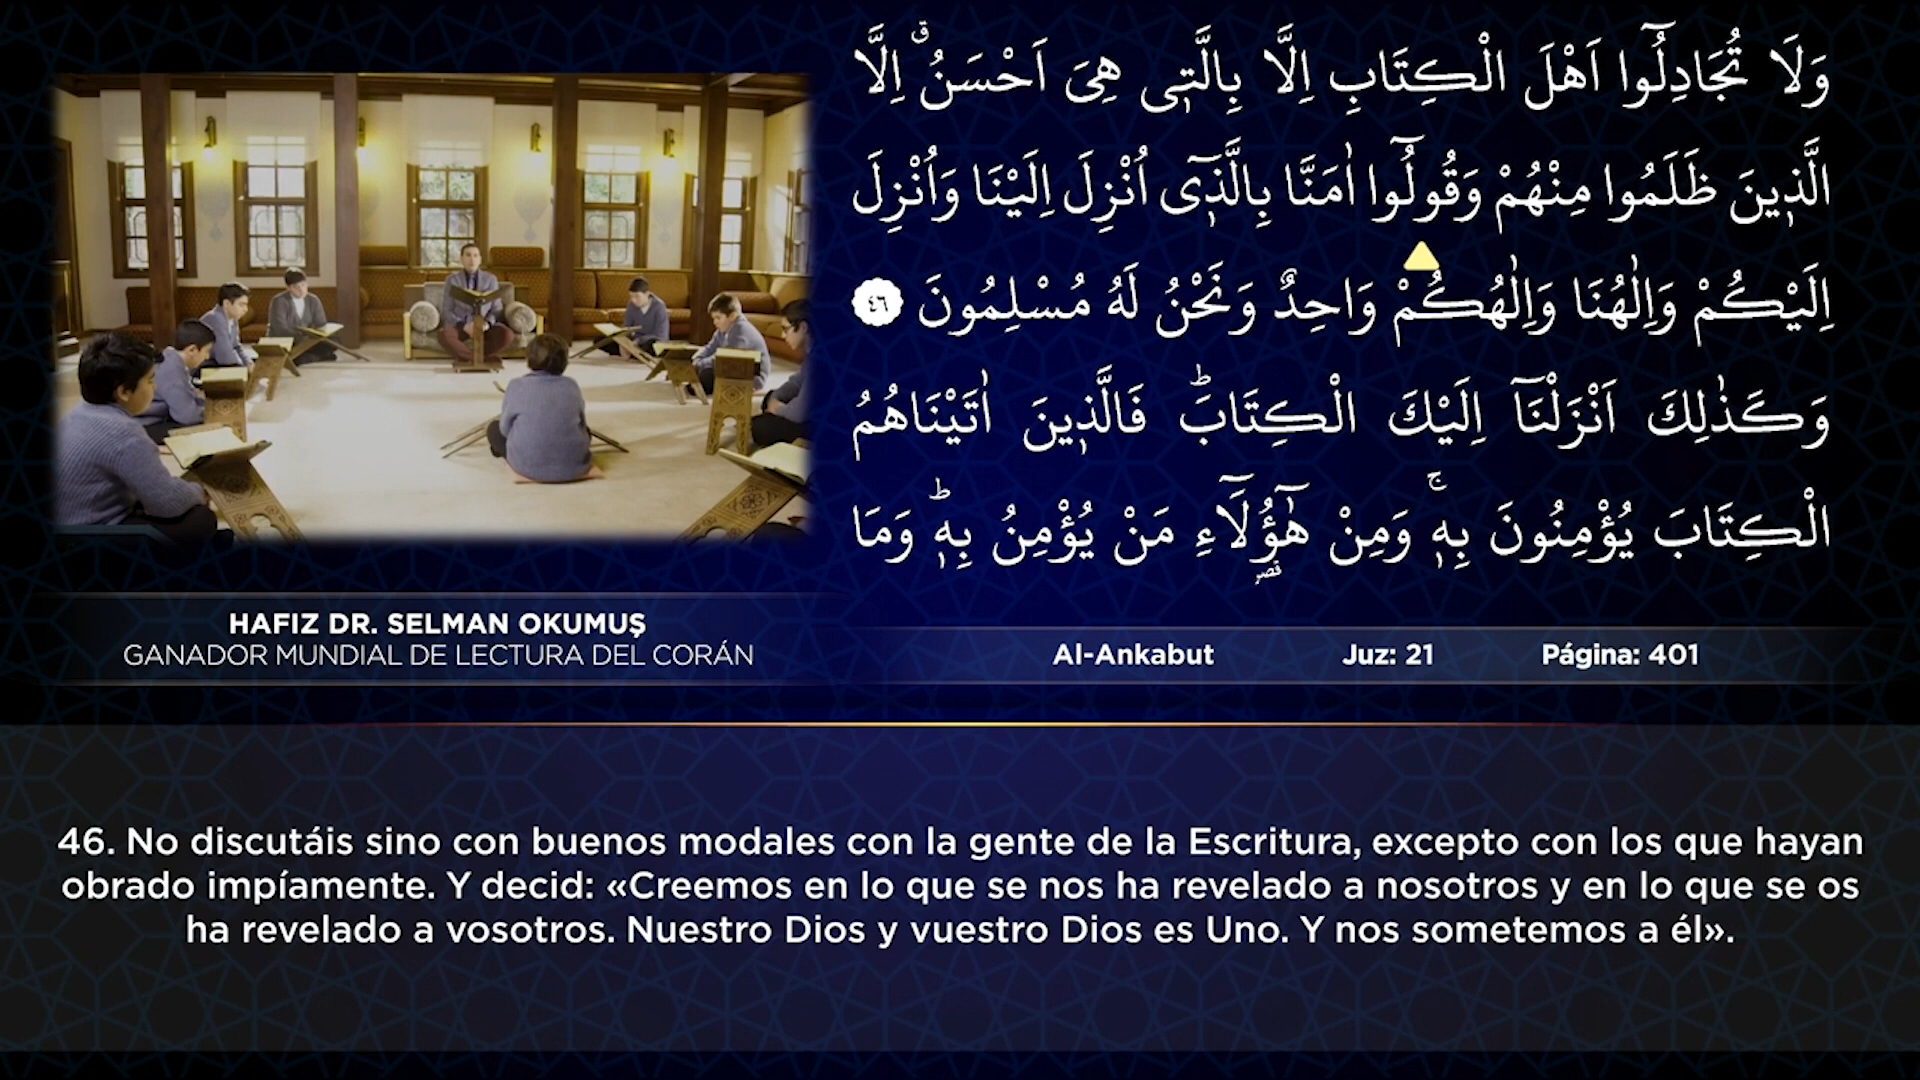 وَلَا تُجَادِلُٓوا اَهْلَ الْكِتَابِ اِلَّا بِالَّت۪ي هِيَ اَحْسَنُۗ اِلَّا
الَّذ۪ينَ ظَلَمُوا مِنْهُمْ وَقُولُٓوا اٰمَنَّا بِالَّذ۪ٓي اُنْزِلَ اِلَيْنَا وَاُنْزِلَ
اِلَيْكُمْ وَاِلٰهُنَا وَاِلٰهُكُمْ وَاحِدٌ وَنَحْنُ لَهُ مُسْلِمُونَ ﴿٤٦﴾
وَكَذٰلِكَ اَنْزَلْنَٓا اِلَيْكَ الْكِتَابَۜ فَالَّذ۪ينَ اٰتَيْنَاهُمُ
الْكِتَابَ يُؤْمِنُونَ بِه۪ۚ وَمِنْ هٰٓؤُ۬لَٓاءِ مَنْ يُؤْمِنُ بِه۪ۜ وَمَا
HAFIZ DR. SELMAN OKUMUŞ
GANADOR MUNDIAL DE LECTURA DEL CORÁN
Al-Ankabut Juz: 21 Página: 401
46. No discutáis sino con buenos modales con la gente de la Escritura, excepto con los que hayan
obrado impíamente. Y decid: «Creemos en lo que se nos ha revelado a nosotros y en lo que se os
ha revelado a vosotros. Nuestro Dios y vuestro Dios es Uno. Y nos sometemos a él».